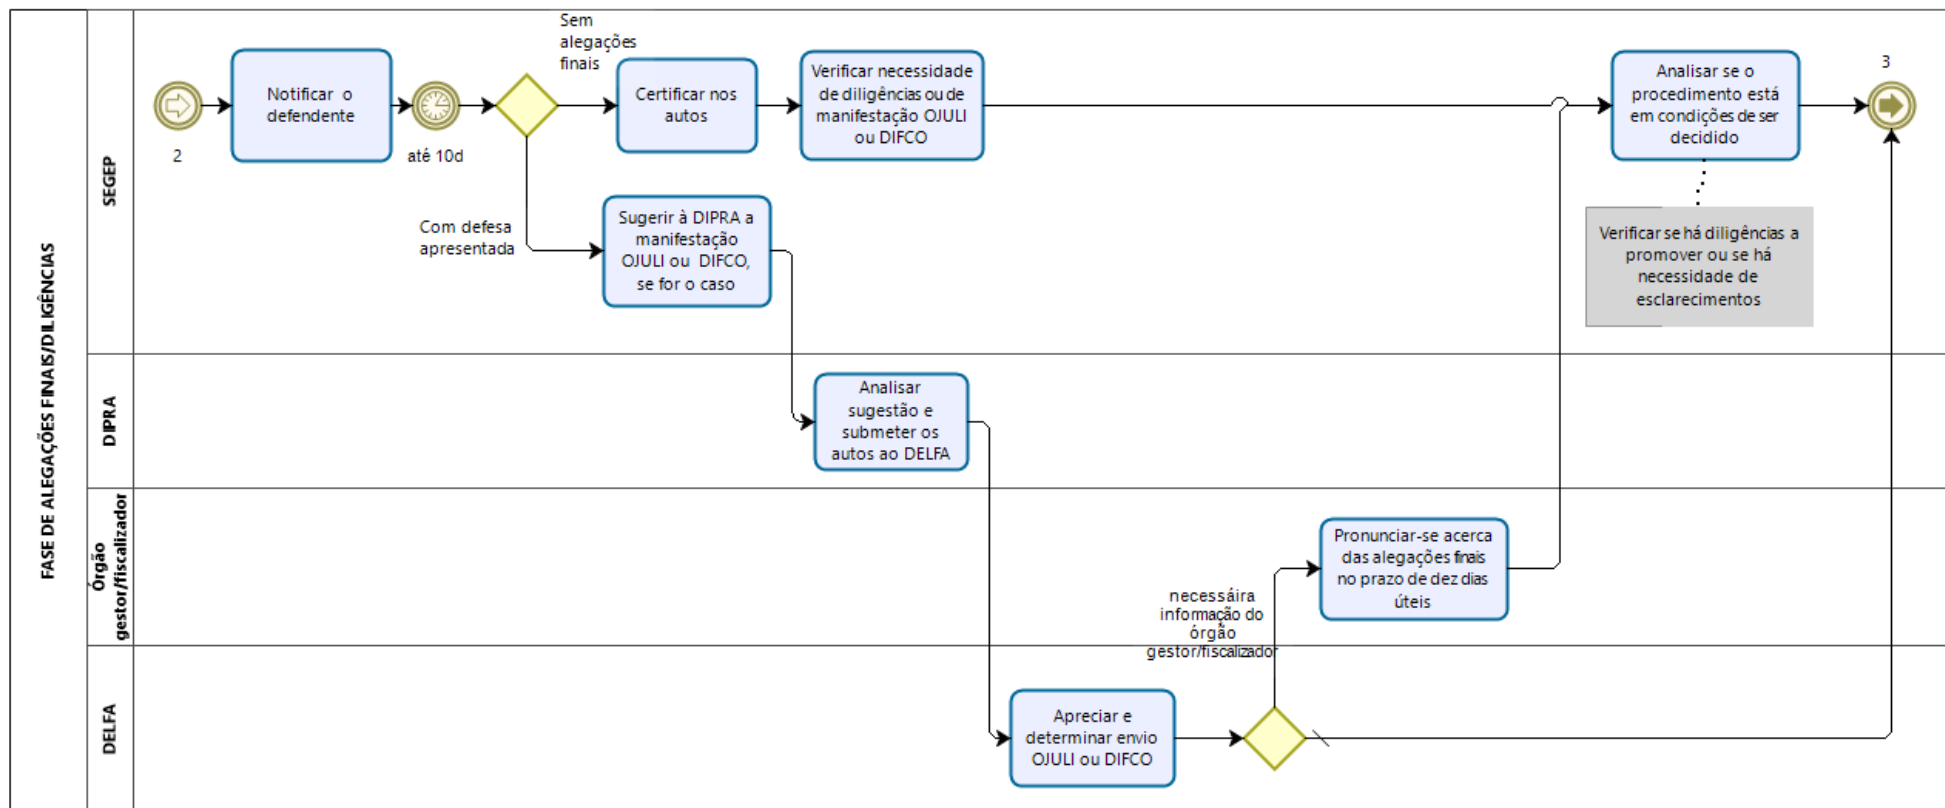 FASE DE ALEGAÇÕES FINAIS/DILIGÊNCIAS
SEGEP
2
Notificar o
defendente
até 10d
Sem
alegações
finais
Certificar nos
autos
Verificar necessidade
de diligências ou de
manifestação OJULI
ou DIFCO
Analisar se o
procedimento está
em condições de ser
decidido
3
Com defesa
apresentada
Sugerir à DIPRA a
manifestação
OJULI ou DIFCO,
se for o caso
Verificar se há diligências a
promover ou se há
necessidade de
esclarecimentos
DIPRA
Analisar
sugestão e
submeter os
autos ao DELFA
Órgão
gestor/fiscalizador
Pronunciar-se acerca
das alegações finais
no prazo de dez dias
úteis
necessáira
informação do
órgão
gestor/fiscalizador
DELFA
Apreciar e
determinar envio
OJULI ou DIFCO